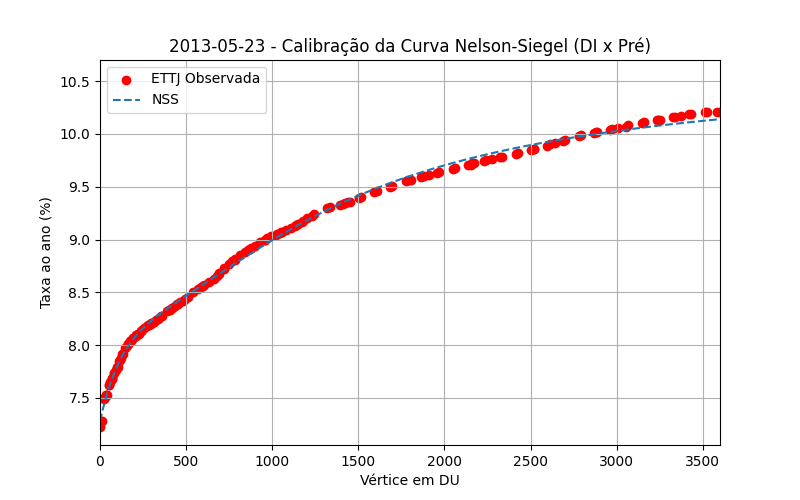 2013-05-23 - Calibração da Curva Nelson-Siegel (DI x Pré)
ETTJ Observada
NSS
Taxa ao ano (%)
10.5
10.0
9.5
9.0
8.5
8.0
7.5
0 500 1000 1500 2000 2500 3000 3500
Vértice em DU